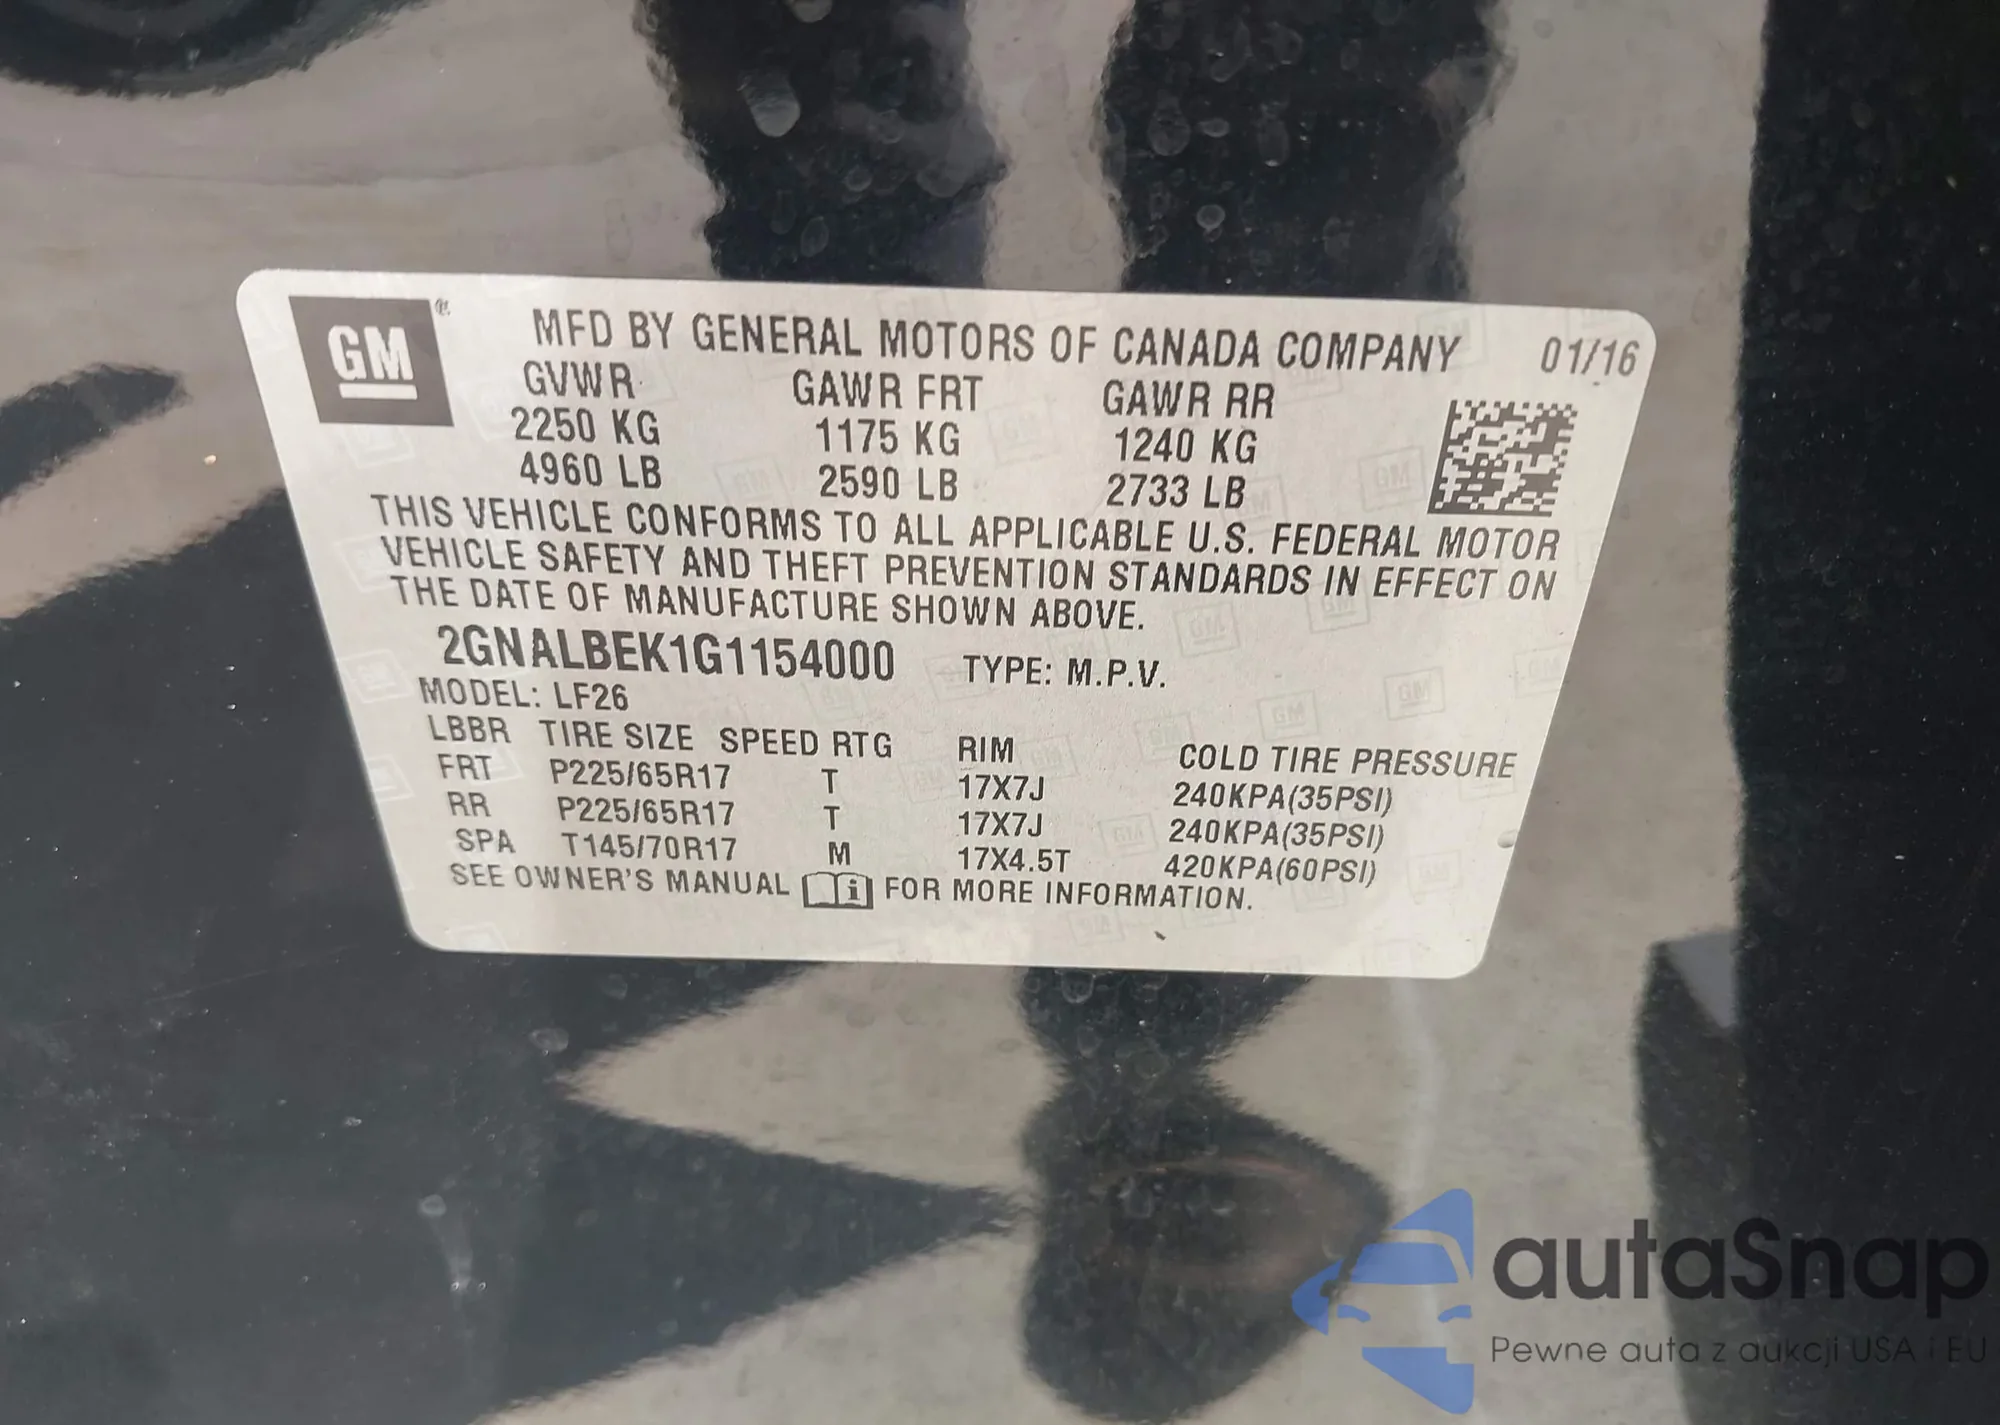 GM ® MFD BY GENERAL MOTORS OF CANADA COMPANY 01/16
GVWR GAWR FRT GAWR RR
2250 KG 1175 KG 1240 KG
4960 LB 2590 LB 2733 LB
THIS VEHICLE CONFORMS TO ALL APPLICABLE U.S. FEDERAL MOTOR
VEHICLE SAFETY AND THEFT PREVENTION STANDARDS IN EFFECT ON
THE DATE OF MANUFACTURE SHOWN ABOVE.
2GNALBEK1G1154000 TYPE: M.P.V.
MODEL: LF26
LBBR TIRE SIZE SPEED RTG RIM COLD TIRE PRESSURE
FRT P225/65R17 T 17X7J 240KPA(35PSI)
RR P225/65R17 T 17X7J 240KPA(35PSI)
SPA T145/70R17 M 17X4.5T 420KPA(60PSI)
SEE OWNER'S MANUAL i FOR MORE INFORMATION.
autaSnap
Pewne auta z aukcji USA i EU